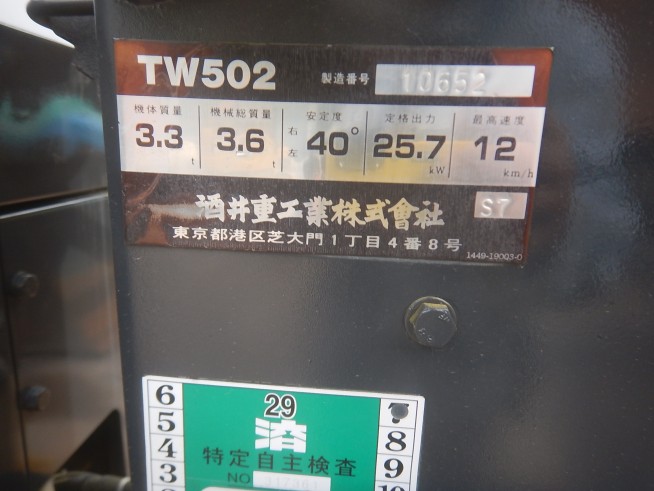 TW502 製造番号 10652
機体質量 機械総質量 安定度 定格出力 最高速度
3.3 t 3.6 t 右左 40° 25.7 kW 12 km/h
酒井重工業株式會社 S7
東京都港区芝大門1丁目4番8号
1449-19003-0
29
6 7
5 溶 8
4 特定自主検査 9
3 NO 10